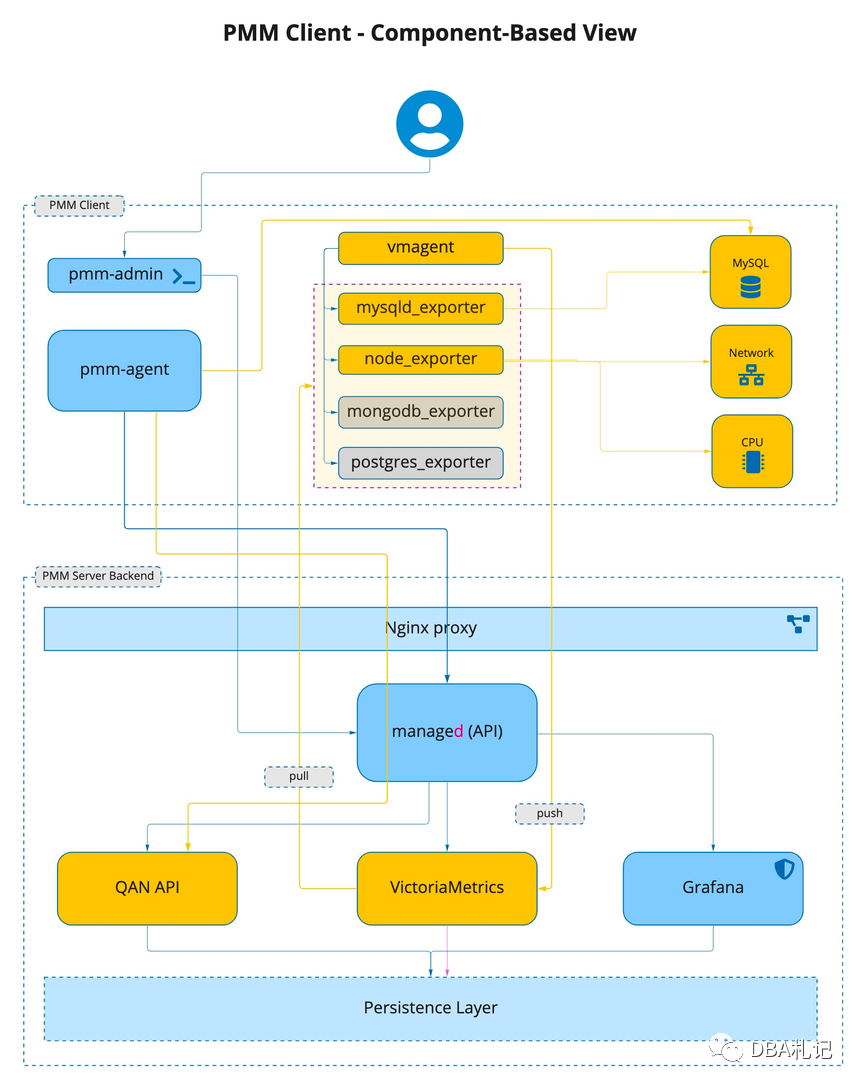 PMM Client - Component-Based View
PMM Client
pmm-admin
pmm-agent
vmagent
mysqld_exporter
node_exporter
mongodb_exporter
postgres_exporter
MySQL
Network
CPU
PMM Server Backend
Nginx proxy
managed (API)
pull
push
QAN API
VictoriaMetrics
Grafana
Persistence Layer
DBA札记